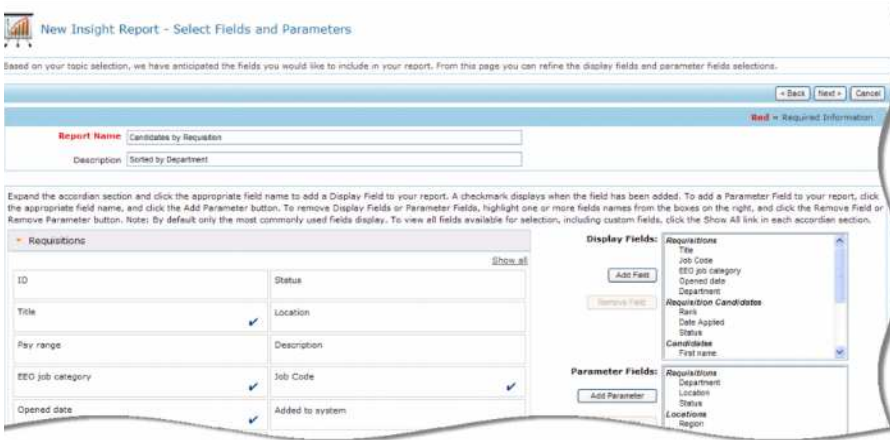 New Insight Report - Select Fields and Parameters
Based on your topic selection, we have anticipated the fields you would like to include in your report. From this page you can refine the display fields and parameter fields selections.
« Back Next » Cancel
Red = Required Information
Report Name Candidates by Requisition
Description Sorted by Department
Expand the accordian section and click the appropriate field name to add a Display Field to your report. A checkmark displays when the field has been added. To add a Parameter Field to your report, click
the appropriate field name, and click the Add Parameter button. To remove Display Fields or Parameter Fields, highlight one or more fields names from the boxes on the right, and click the Remove Field or
Remove Parameter button. Note: By default only the most commonly used fields display. To view all fields available for selection, including custom fields, click the Show All link in each accordian section.
Requisitions
Show all
ID Status
Title Location
Pay range Description
EEO job category Job Code
Opened date Added to system
Display Fields:
Add Field
Remove Field
Requisitions
Title
Job Code
EEO job category
Opened date
Department
Requisition Candidates
Rank
Date Applied
Status
Candidates
First name
Parameter Fields:
Add Parameter
Requisitions
Department
Location
Status
Locations
Region